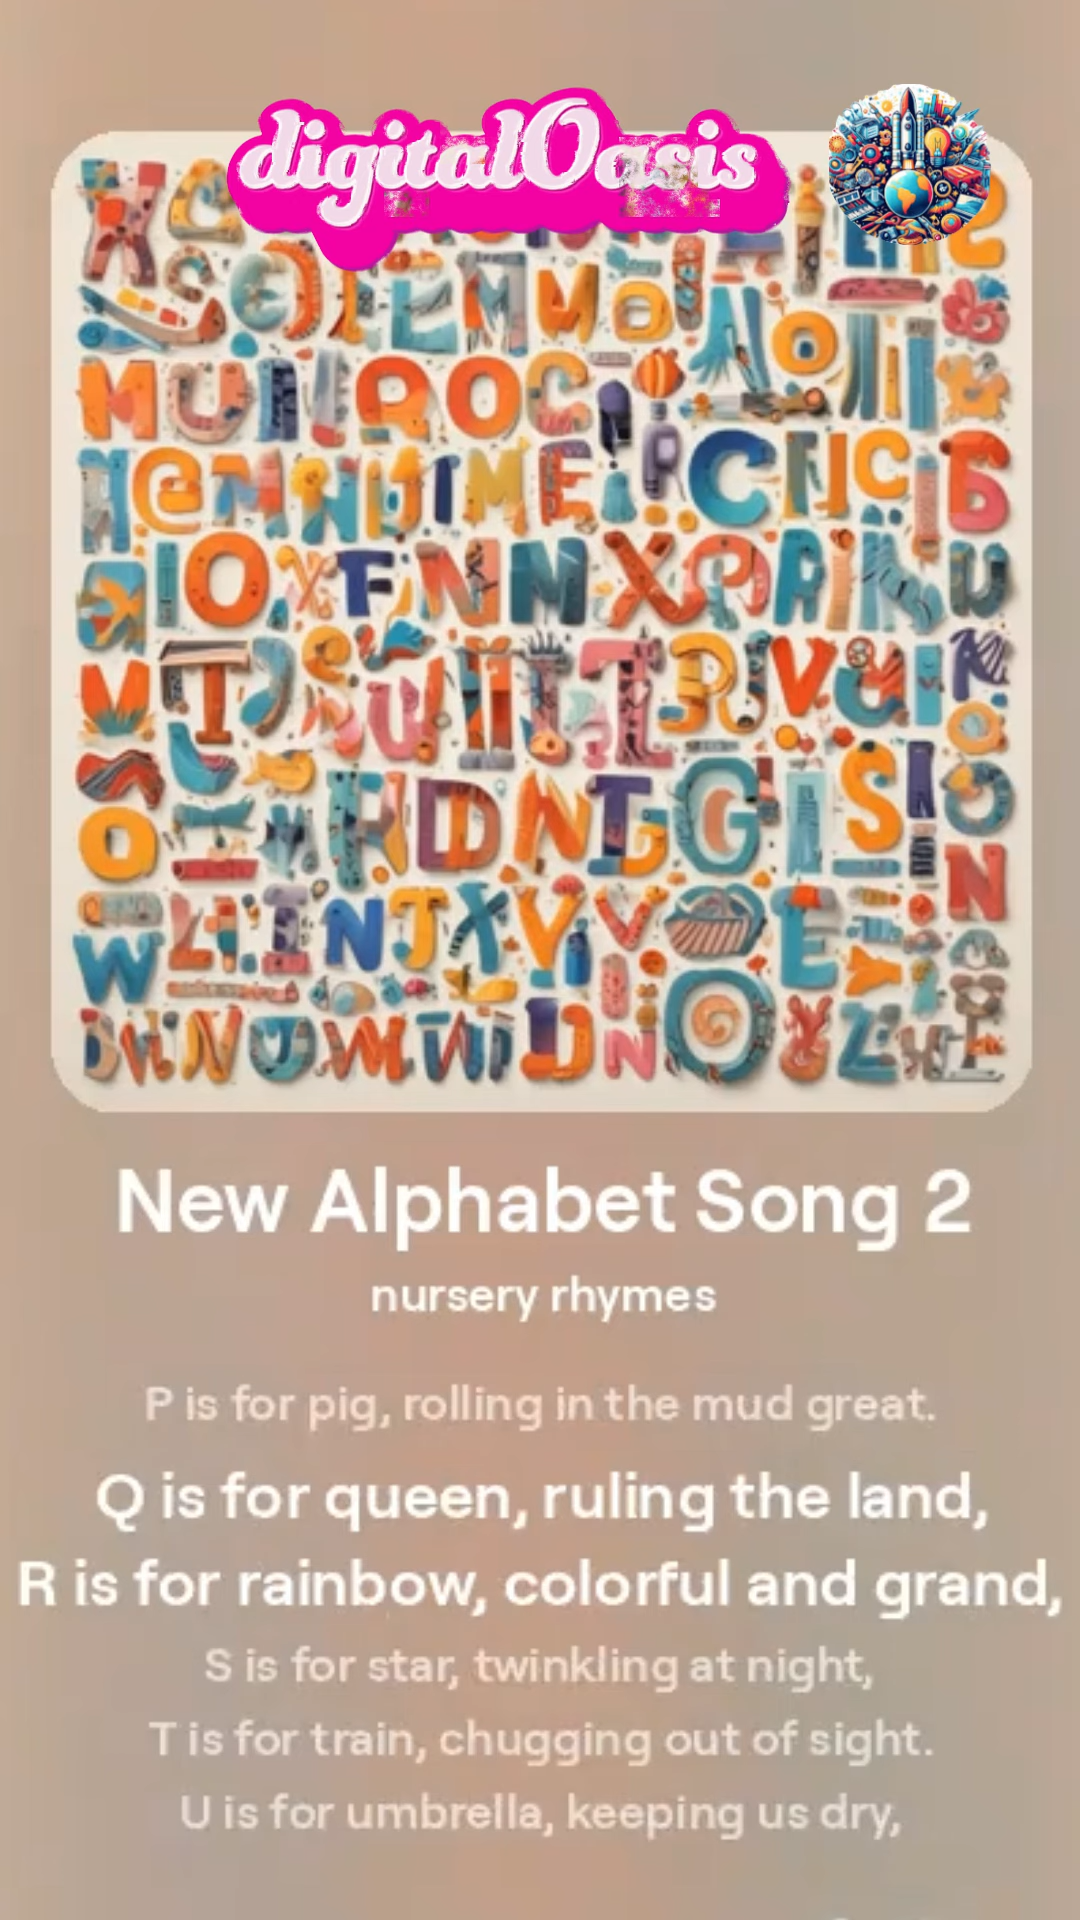 digitalOasis
New Alphabet Song 2
nursery rhymes
P is for pig, rolling in the mud great.
Q is for queen, ruling the land,
R is for rainbow, colorful and grand,
S is for star, twinkling at night,
T is for train, chugging out of sight.
U is for umbrella, keeping us dry,